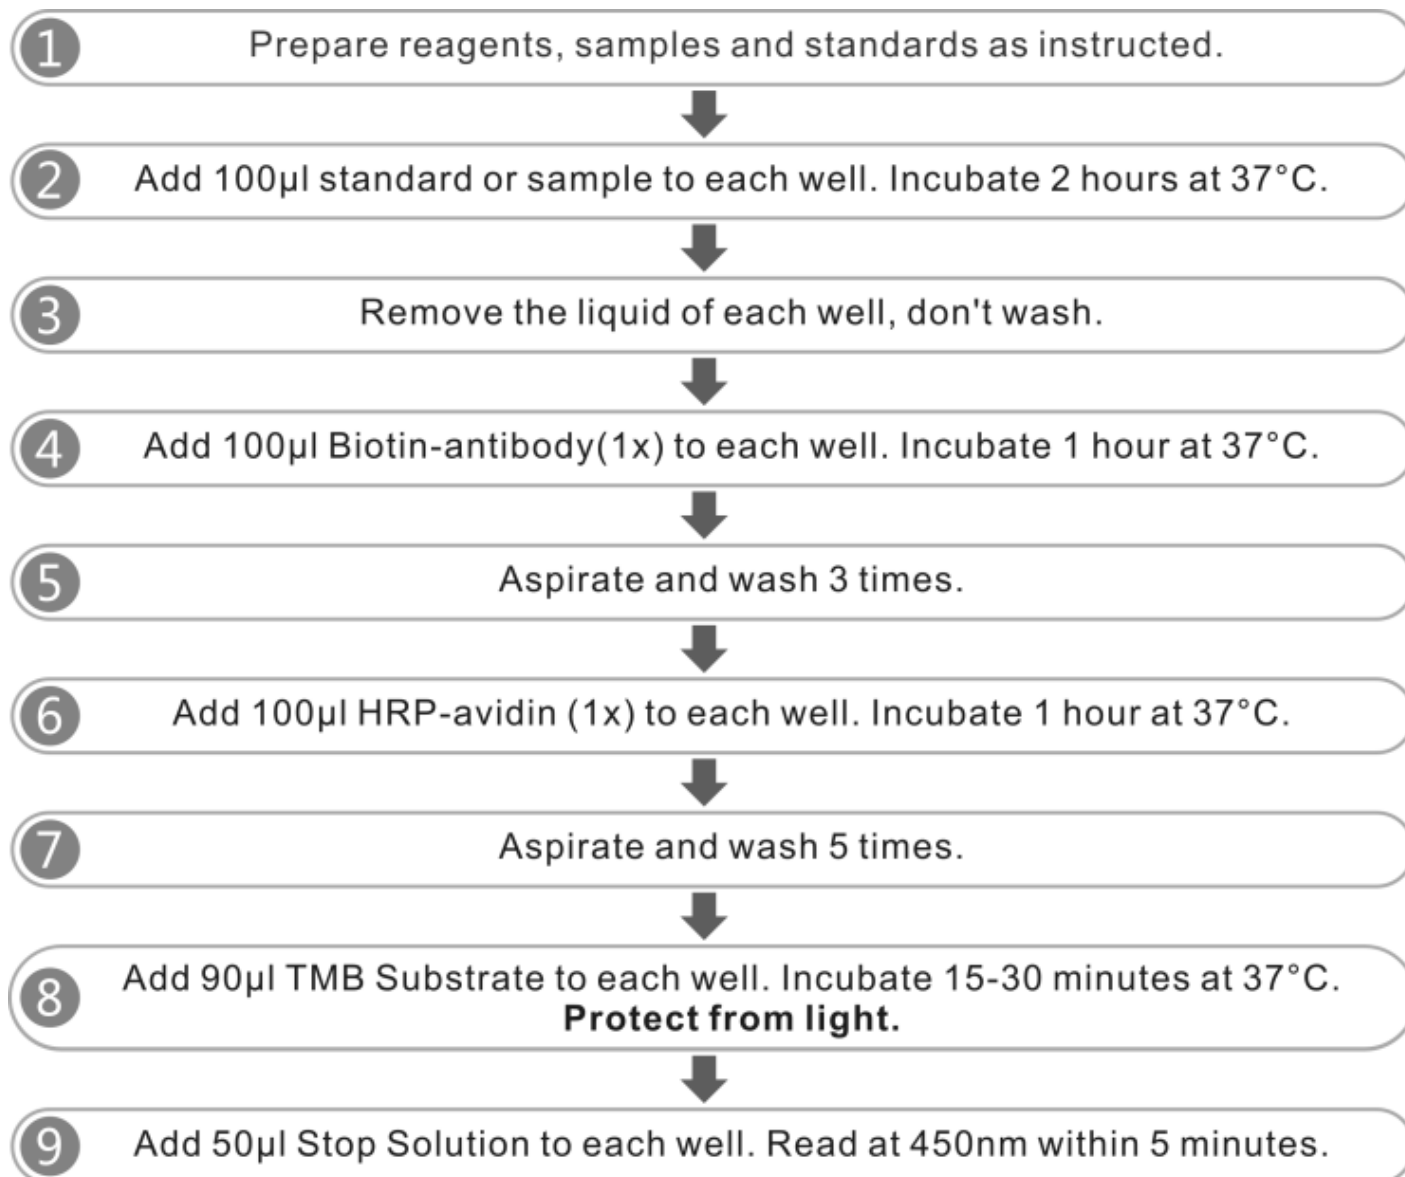 1 Prepare reagents, samples and standards as instructed.
2 Add 100µl standard or sample to each well. Incubate 2 hours at 37°C.
3 Remove the liquid of each well, don't wash.
4 Add 100µl Biotin-antibody(1x) to each well. Incubate 1 hour at 37°C.
5 Aspirate and wash 3 times.
6 Add 100µl HRP-avidin (1x) to each well. Incubate 1 hour at 37°C.
7 Aspirate and wash 5 times.
8 Add 90µl TMB Substrate to each well. Incubate 15-30 minutes at 37°C.
Protect from light.
9 Add 50µl Stop Solution to each well. Read at 450nm within 5 minutes.